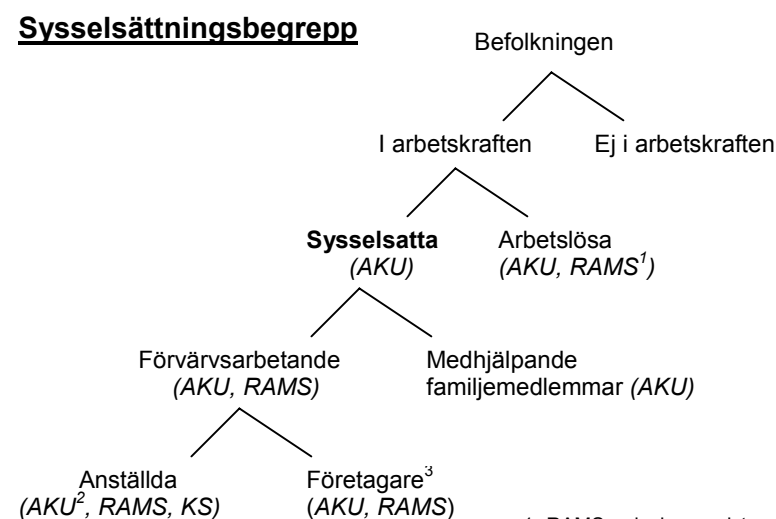 Sysselsättningsbegrepp
Befolkningen
I arbetskraften Ej i arbetskraften
Sysselsatta Arbetslösa
(AKU) (AKU, RAMS¹)
Förvärvsarbetande Medhjälpande
(AKU, RAMS) familjemedlemmar (AKU)
Anställda Företagare³
(AKU², RAMS, KS) (AKU, RAMS)